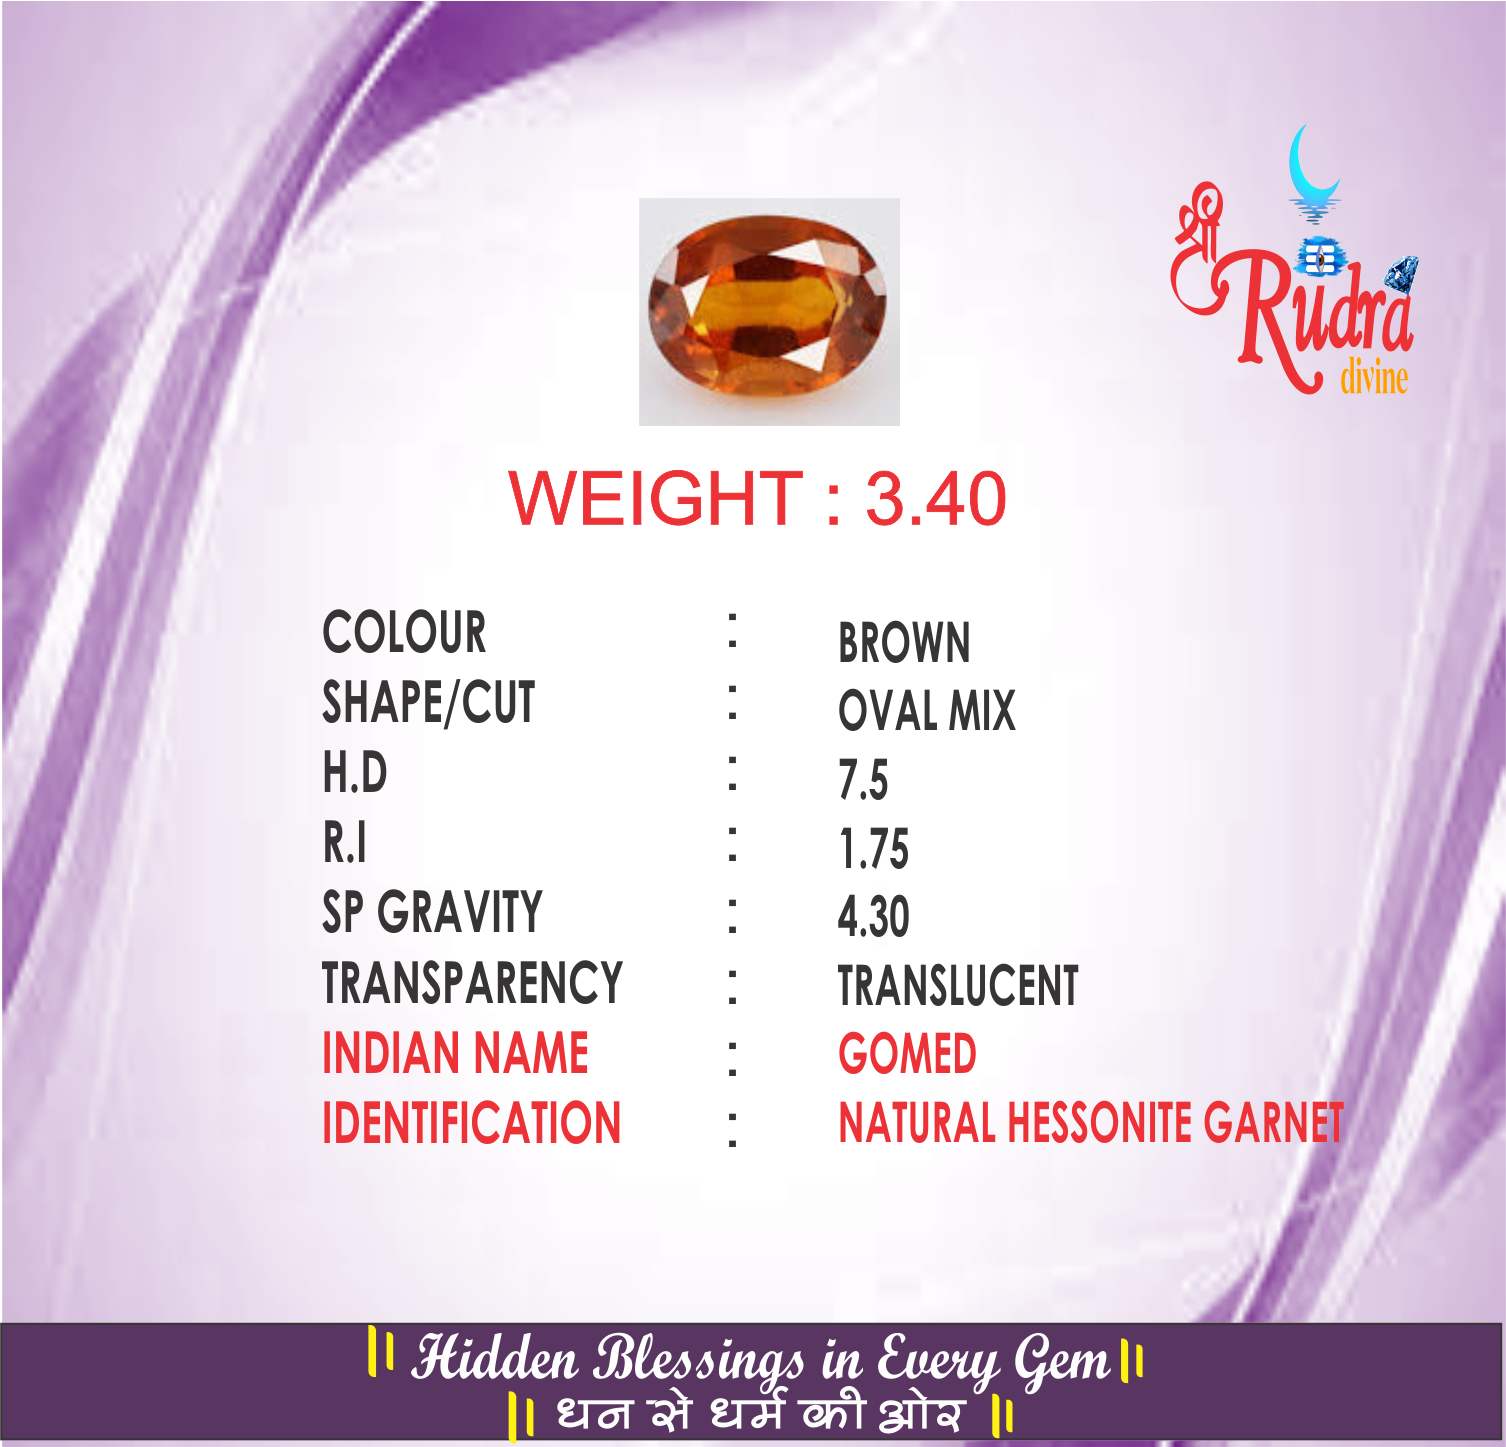 श्री
Rudra
divine
WEIGHT : 3.40
COLOUR : BROWN
SHAPE/CUT : OVAL MIX
H.D : 7.5
R.I : 1.75
SP GRAVITY : 4.30
TRANSPARENCY : TRANSLUCENT
INDIAN NAME : GOMED
IDENTIFICATION : NATURAL HESSONITE GARNET
|| Hidden Blessings in Every Gem ||
|| धन से धर्म की ओर ||